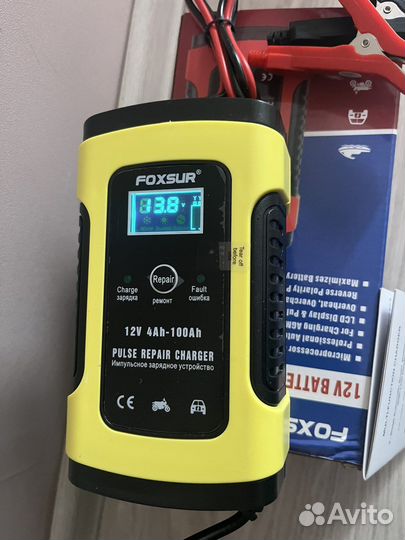 FOXSUR®
13.8 V
Tear off before
Repair
Charge
зарядка
ремонт
Fault
ошибка
12V 4Ah-100Ah
PULSE REPAIR CHARGER
Импульсное зарядное устройство
CE
Maximizes Battery
Reverse Polarity P
Overheat, overcha
LCD Display & Pul
For Charging AGM
Professional Auto
Microprocessor
12V BATTE
FOXS
Avito